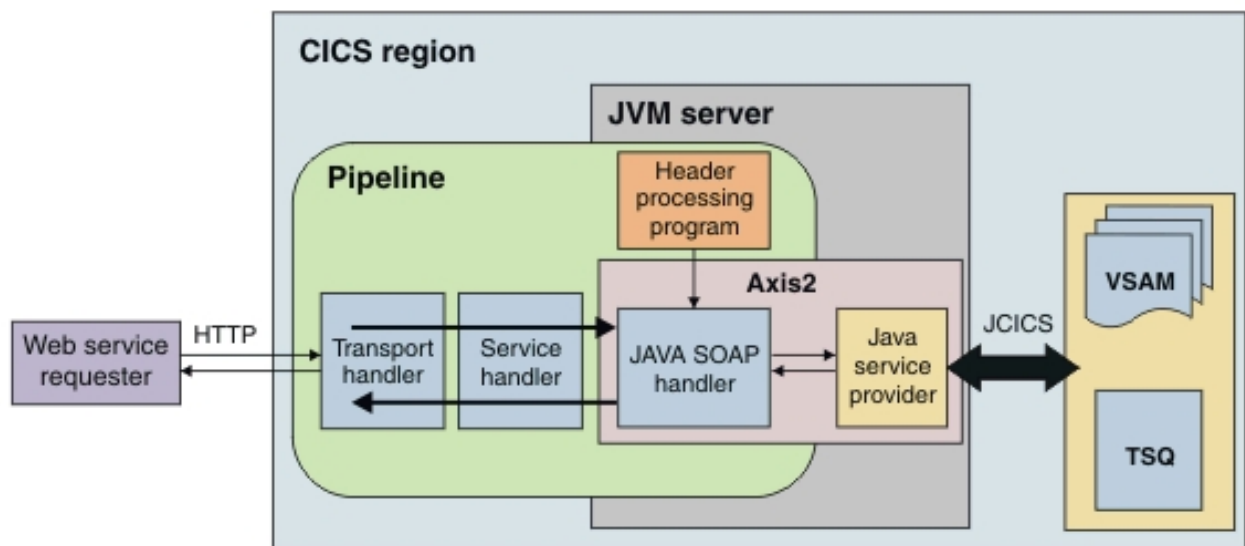 CICS region
JVM server
Pipeline
Header
processing
program
Axis2
Web service
requester
HTTP
Transport
handler
Service
handler
JAVA SOAP
handler
Java
service
provider
JCICS
VSAM
TSQ